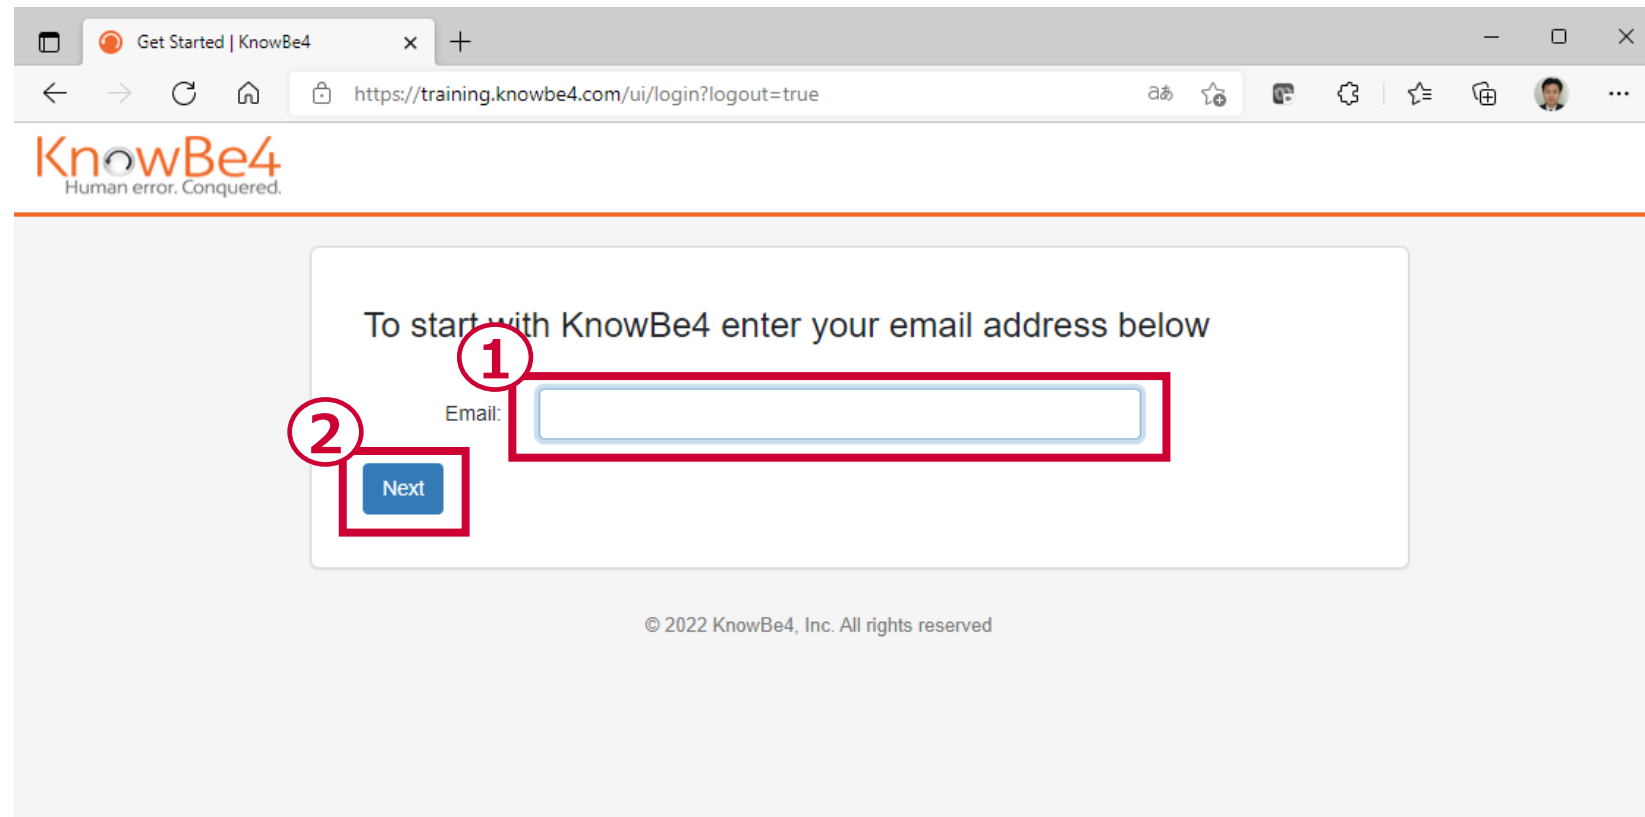 Get Started | KnowBe4
https://training.knowbe4.com/ui/login?logout=true
aあ
KnowBe4
Human error. Conquered.
To start with KnowBe4 enter your email address below
①
Email:
②
Next
© 2022 KnowBe4, Inc. All rights reserved